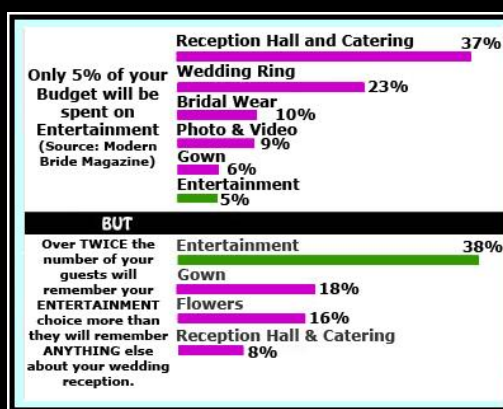 Only 5% of your
Budget will be
spent on
Entertainment
(Source: Modern
Bride Magazine)
Reception Hall and Catering 37%
Wedding Ring
23%
Bridal Wear
10%
Photo & Video
9%
Gown
6%
Entertainment
5%
BUT
Over TWICE the
number of your
guests will
remember your
ENTERTAINMENT
choice more than
they will remember
ANYTHING else
about your wedding
reception.
Entertainment 38%
Gown
18%
Flowers
16%
Reception Hall & Catering
8%